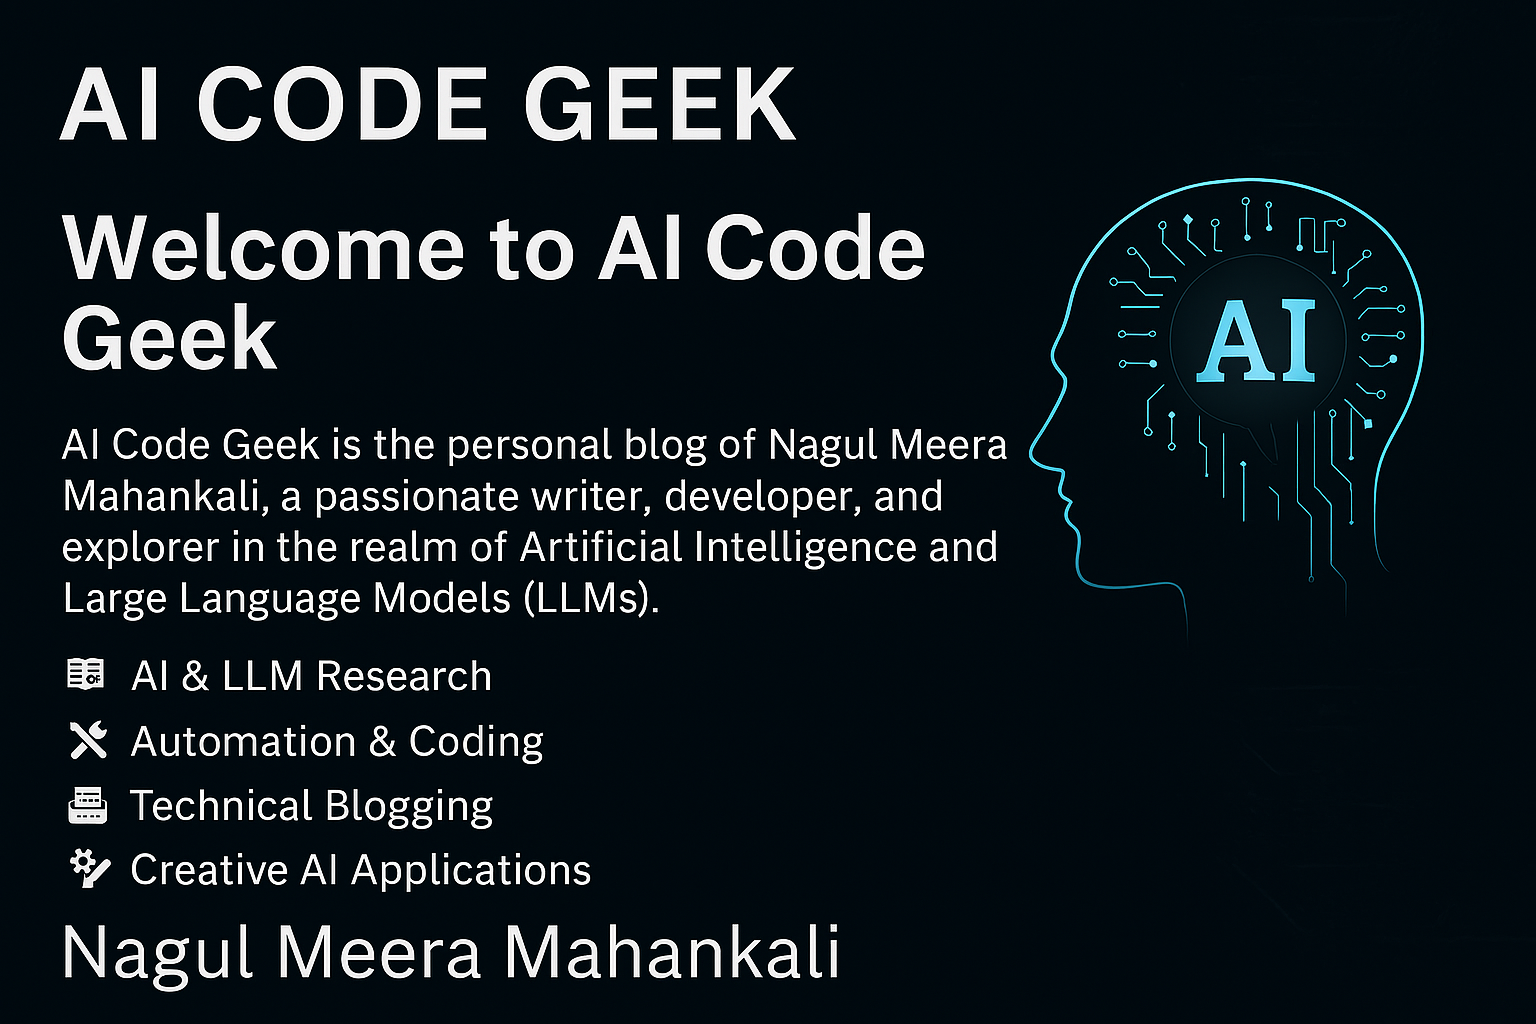 AI CODE GEEK
Welcome to AI Code
Geek
AI Code Geek is the personal blog of Nagul Meera
Mahankali, a passionate writer, developer, and
explorer in the realm of Artificial Intelligence and
Large Language Models (LLMs).
AI & LLM Research
Automation & Coding
Technical Blogging
Creative AI Applications
Nagul Meera Mahankali
AI